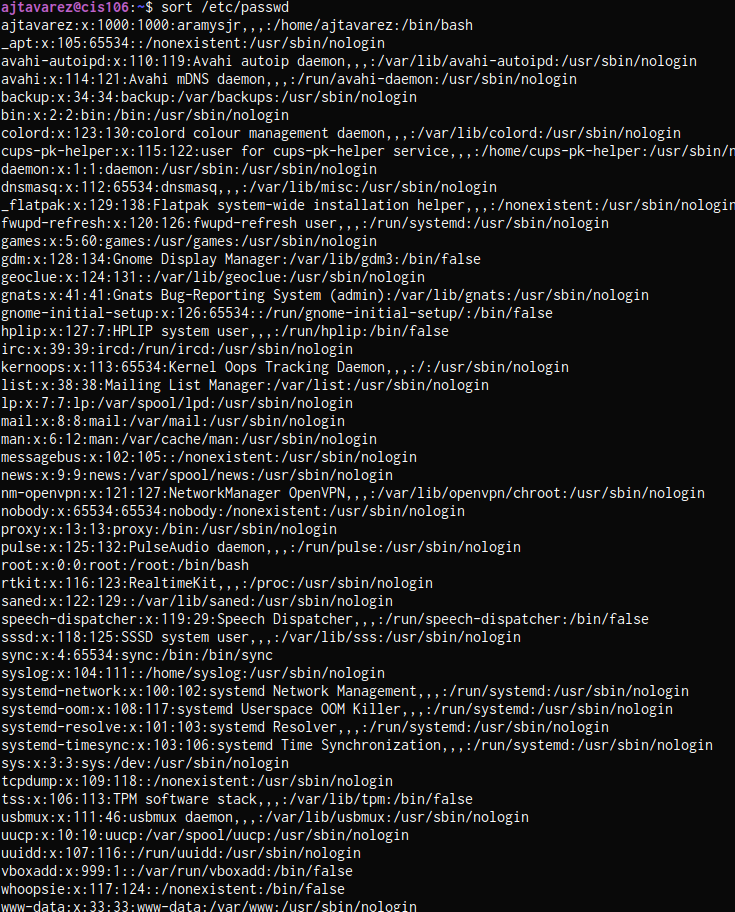 ajtavarez@cis106:~$ sort /etc/passwd
ajtavarez:x:1000:1000:aramysjr,,,:/home/ajtavarez:/bin/bash
_apt:x:105:65534::/nonexistent:/usr/sbin/nologin
avahi-autoipd:x:110:119:Avahi autoip daemon,,,:/var/lib/avahi-autoipd:/usr/sbin/nologin
avahi:x:114:121:Avahi mDNS daemon,,,:/run/avahi-daemon:/usr/sbin/nologin
backup:x:34:34:backup:/var/backups:/usr/sbin/nologin
bin:x:2:2:bin:/bin:/usr/sbin/nologin
colord:x:123:130:colord colour management daemon,,,:/var/lib/colord:/usr/sbin/nologin
cups-pk-helper:x:115:122:user for cups-pk-helper service,,,:/home/cups-pk-helper:/usr/sbin/n
daemon:x:1:1:daemon:/usr/sbin:/usr/sbin/nologin
dnsmasq:x:112:65534:dnsmasq,,,:/var/lib/misc:/usr/sbin/nologin
_flatpak:x:129:138:Flatpak system-wide installation helper,,,:/nonexistent:/usr/sbin/nologin
fwupd-refresh:x:120:126:fwupd-refresh user,,,:/run/systemd:/usr/sbin/nologin
games:x:5:60:games:/usr/games:/usr/sbin/nologin
gdm:x:128:134:Gnome Display Manager:/var/lib/gdm3:/bin/false
geoclue:x:124:131::/var/lib/geoclue:/usr/sbin/nologin
gnats:x:41:41:Gnats Bug-Reporting System (admin):/var/lib/gnats:/usr/sbin/nologin
gnome-initial-setup:x:126:65534::/run/gnome-initial-setup/:/bin/false
hplip:x:127:7:HPLIP system user,,,:/run/hplip:/bin/false
irc:x:39:39:ircd:/run/ircd:/usr/sbin/nologin
kernoops:x:113:65534:Kernel Oops Tracking Daemon,,,:/:/usr/sbin/nologin
list:x:38:38:Mailing List Manager:/var/list:/usr/sbin/nologin
lp:x:7:7:lp:/var/spool/lpd:/usr/sbin/nologin
mail:x:8:8:mail:/var/mail:/usr/sbin/nologin
man:x:6:12:man:/var/cache/man:/usr/sbin/nologin
messagebus:x:102:105::/nonexistent:/usr/sbin/nologin
news:x:9:9:news:/var/spool/news:/usr/sbin/nologin
nm-openvpn:x:121:127:NetworkManager OpenVPN,,,:/var/lib/openvpn/chroot:/usr/sbin/nologin
nobody:x:65534:65534:nobody:/nonexistent:/usr/sbin/nologin
proxy:x:13:13:proxy:/bin:/usr/sbin/nologin
pulse:x:125:132:PulseAudio daemon,,,:/run/pulse:/usr/sbin/nologin
root:x:0:0:root:/root:/bin/bash
rtkit:x:116:123:RealtimeKit,,,:/proc:/usr/sbin/nologin
saned:x:122:129::/var/lib/saned:/usr/sbin/nologin
speech-dispatcher:x:119:29:Speech Dispatcher,,,:/run/speech-dispatcher:/bin/false
sssd:x:118:125:SSSD system user,,,:/var/lib/sss:/usr/sbin/nologin
sync:x:4:65534:sync:/bin:/bin/sync
syslog:x:104:111::/home/syslog:/usr/sbin/nologin
systemd-network:x:100:102:systemd Network Management,,,:/run/systemd:/usr/sbin/nologin
systemd-oom:x:108:117:systemd Userspace OOM Killer,,,:/run/systemd:/usr/sbin/nologin
systemd-resolve:x:101:103:systemd Resolver,,,:/run/systemd:/usr/sbin/nologin
systemd-timesync:x:103:106:systemd Time Synchronization,,,:/run/systemd:/usr/sbin/nologin
sys:x:3:3:sys:/dev:/usr/sbin/nologin
tcpdump:x:109:118::/nonexistent:/usr/sbin/nologin
tss:x:106:113:TPM software stack,,,:/var/lib/tpm:/bin/false
usbmux:x:111:46:usbmux daemon,,,:/var/lib/usbmux:/usr/sbin/nologin
uucp:x:10:10:uucp:/var/spool/uucp:/usr/sbin/nologin
uuidd:x:107:116::/run/uuidd:/usr/sbin/nologin
vboxadd:x:999:1::/var/run/vboxadd:/bin/false
whoopsie:x:117:124::/nonexistent:/bin/false
www-data:x:33:33:www-data:/var/www:/usr/sbin/nologin